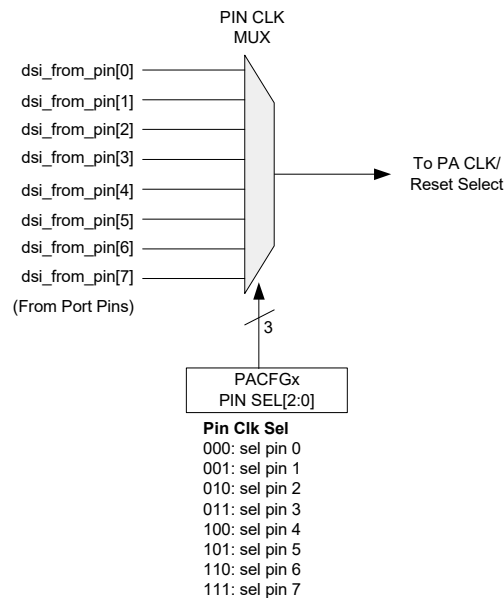 PIN CLK
MUX
dsi_from_pin[0]
dsi_from_pin[1]
dsi_from_pin[2]
dsi_from_pin[3]
dsi_from_pin[4]
dsi_from_pin[5]
dsi_from_pin[6]
dsi_from_pin[7]
(From Port Pins)
To PA CLK/
Reset Select
3
PACFGx
PIN SEL[2:0]
Pin Clk Sel
000: sel pin 0
001: sel pin 1
010: sel pin 2
011: sel pin 3
100: sel pin 4
101: sel pin 5
110: sel pin 6
111: sel pin 7